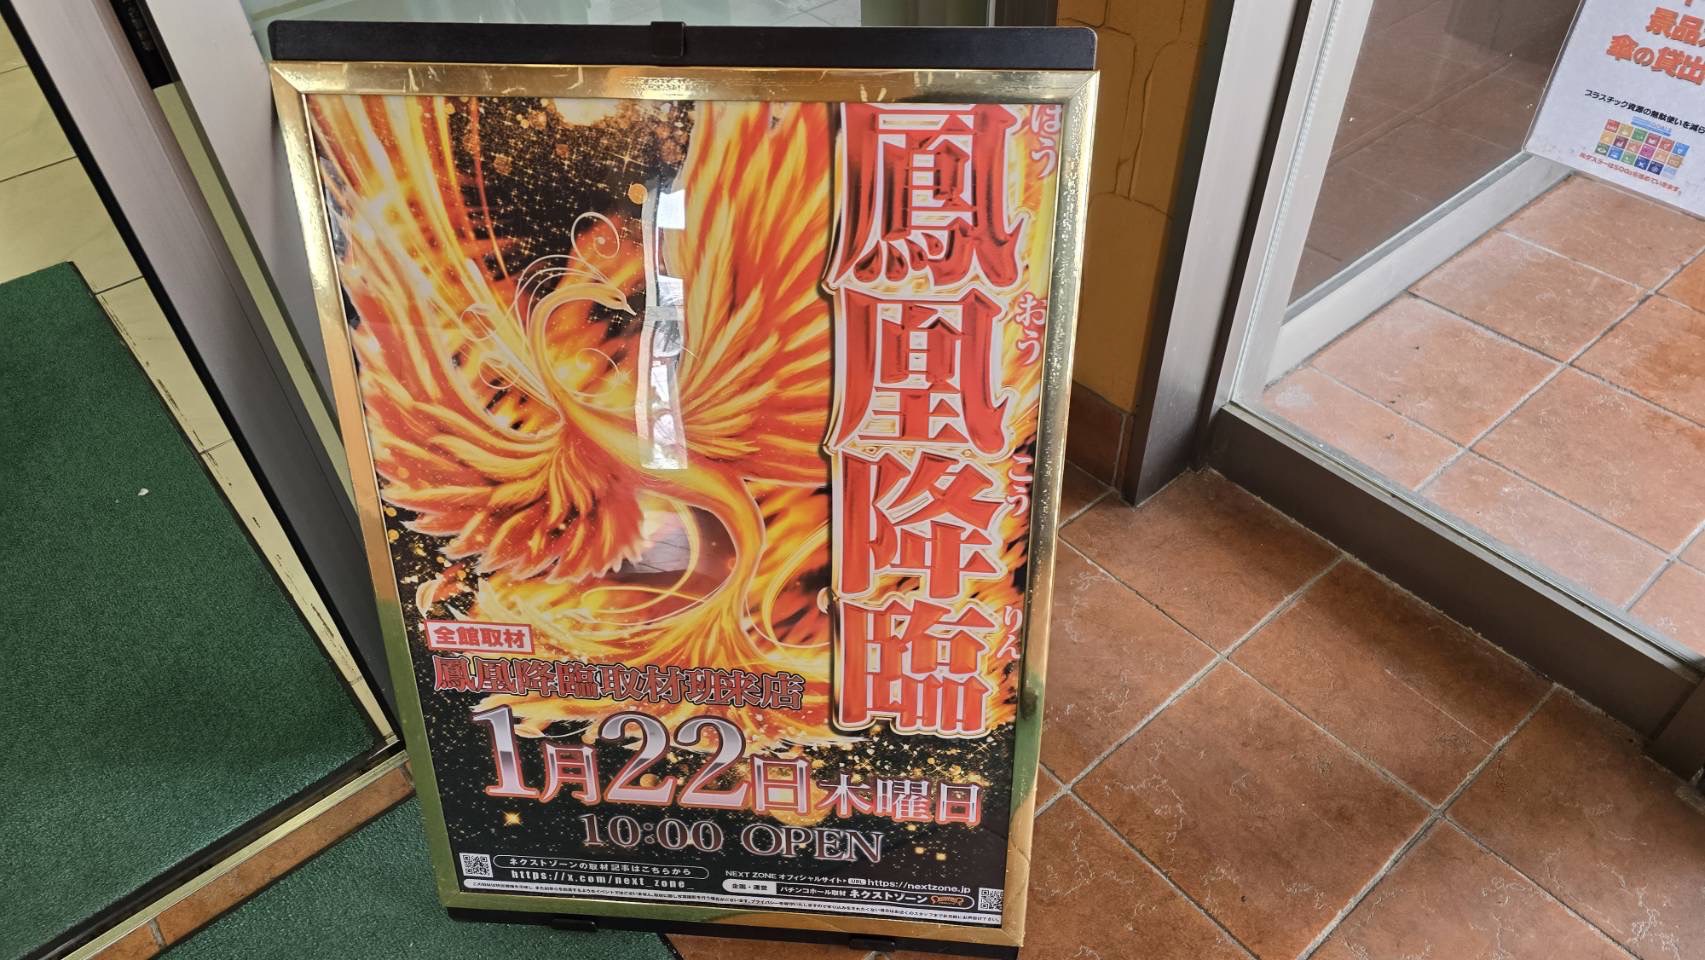 鳳凰降臨
ほうおうこうりん
全館取材
鳳凰降臨取材班来店
1月22日木曜日
10:00 OPEN
ネクストゾーンの取材記事はこちらから
https://x.com/next_zone_
NEXT ZONE オフィシャルサイト
URL https://nextzone.jp
企画・運営 パチンコホール取材 ネクストゾーン
景品
傘の貸出
プラスチック資源の無駄使いを減ら